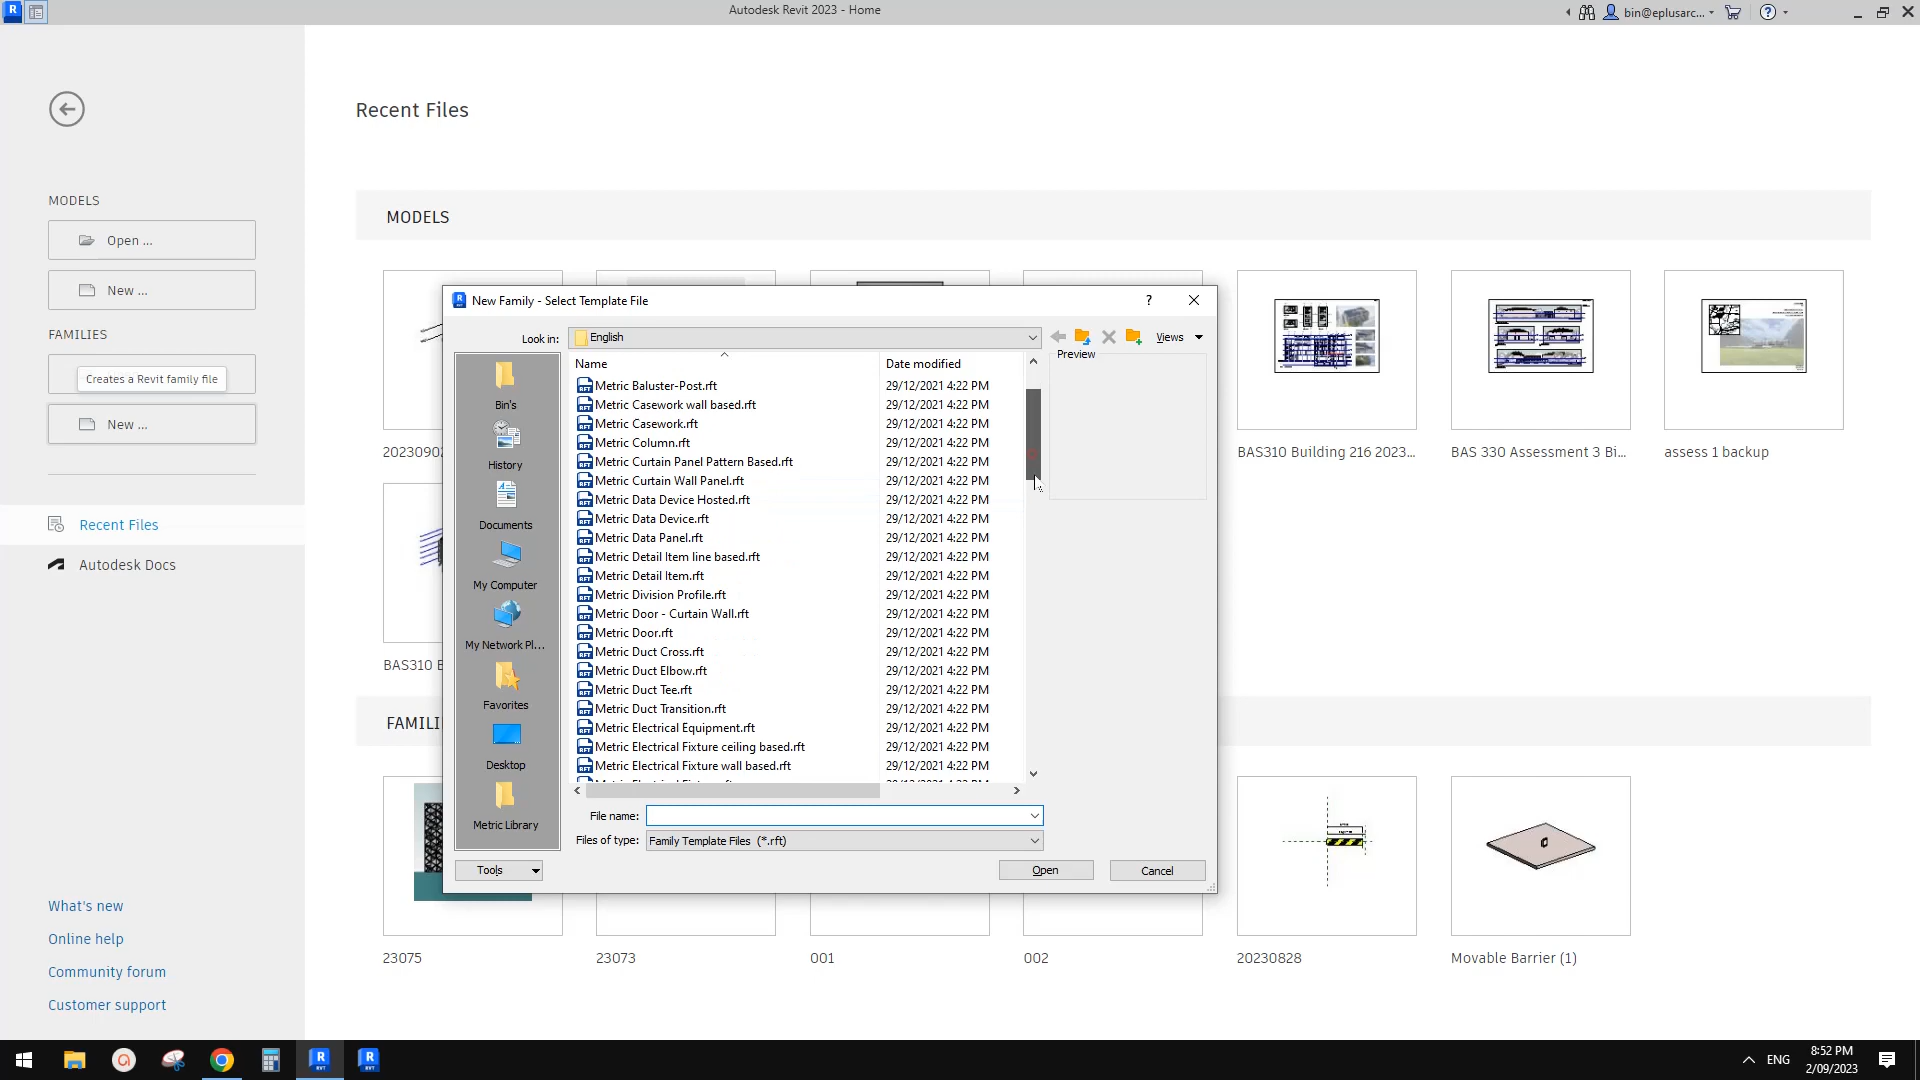 Autodesk Revit 2023 - Home
bin@eplusarc...
Recent Files
MODELS
Open ...
New ...
FAMILIES
Creates a Revit family file
New ...
Recent Files
Autodesk Docs
What's new
Online help
Community forum
Customer support
MODELS
BAS310 Building 216 2023...
BAS 330 Assessment 3 Bi...
assess 1 backup
23075
23073
001
002
20230828
Movable Barrier (1)
New Family - Select Template File
?
Look in:
English
Views
Preview
Bin's
History
Documents
My Computer
My Network Pl...
Favorites
Desktop
Metric Library
Name
Date modified
Metric Baluster-Post.rft 29/12/2021 4:22 PM
Metric Casework wall based.rft 29/12/2021 4:22 PM
Metric Casework.rft 29/12/2021 4:22 PM
Metric Column.rft 29/12/2021 4:22 PM
Metric Curtain Panel Pattern Based.rft 29/12/2021 4:22 PM
Metric Curtain Wall Panel.rft 29/12/2021 4:22 PM
Metric Data Device Hosted.rft 29/12/2021 4:22 PM
Metric Data Device.rft 29/12/2021 4:22 PM
Metric Data Panel.rft 29/12/2021 4:22 PM
Metric Detail Item line based.rft 29/12/2021 4:22 PM
Metric Detail Item.rft 29/12/2021 4:22 PM
Metric Division Profile.rft 29/12/2021 4:22 PM
Metric Door - Curtain Wall.rft 29/12/2021 4:22 PM
Metric Door.rft 29/12/2021 4:22 PM
Metric Duct Cross.rft 29/12/2021 4:22 PM
Metric Duct Elbow.rft 29/12/2021 4:22 PM
Metric Duct Tee.rft 29/12/2021 4:22 PM
Metric Duct Transition.rft 29/12/2021 4:22 PM
Metric Electrical Equipment.rft 29/12/2021 4:22 PM
Metric Electrical Fixture ceiling based.rft 29/12/2021 4:22 PM
Metric Electrical Fixture wall based.rft 29/12/2021 4:22 PM
File name:
Files of type:
Family Template Files (*.rft)
Tools
Open
Cancel
ENG
8:52 PM
2/09/2023